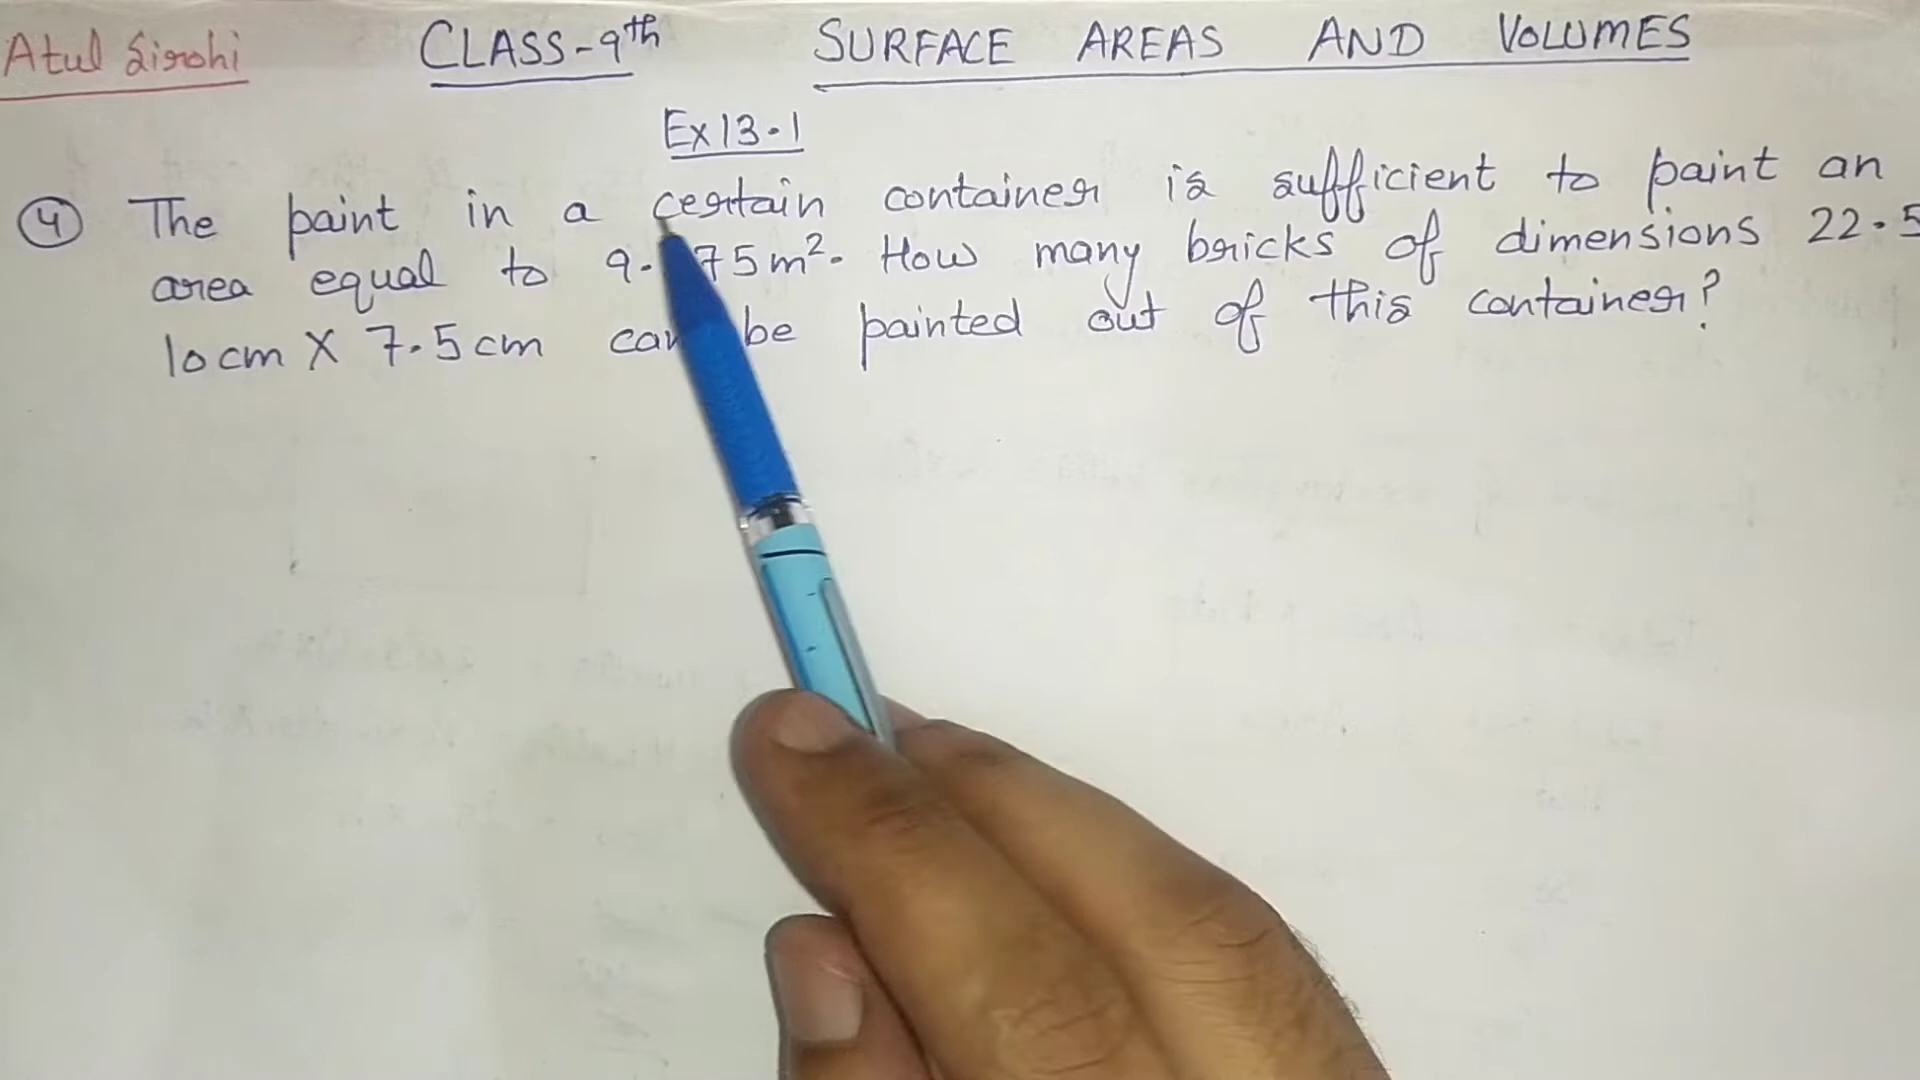 Atul Sirohi CLASS-9th SURFACE AREAS AND VOLUMES
Ex 13.1
4 The paint in a certain container is sufficient to paint an
area equal to 9. 75m². How many bricks of dimensions 22.5
10cm X 7.5cm can be painted out of this container?